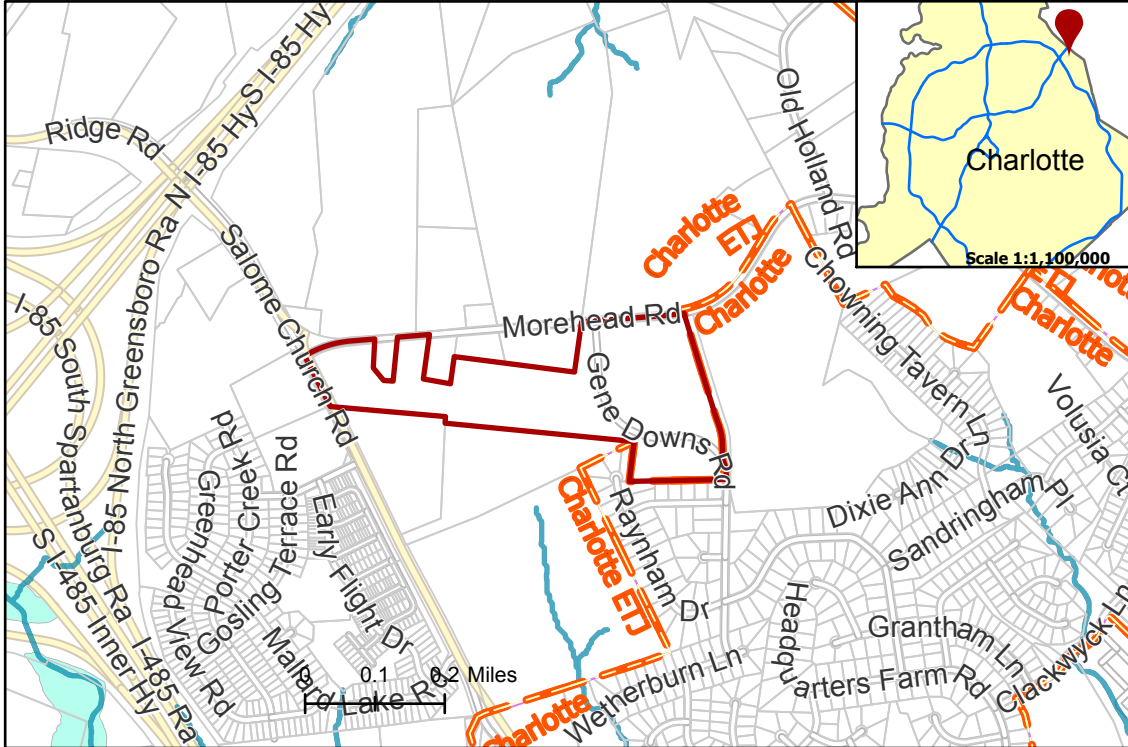 Ridge Rd
S I-85 Hy
N I-85 Hy
I-85 North Greensboro Ra
I-85 South Spartanburg Ra
S I-485 Inner Hy
I-485 Ra
Salome Church Rd
Morehead Rd
Old Holland Rd
Charlotte
ETJ
Charlotte
Charlotte
Scale 1:1,100,000
ETJ
Charlotte
Chowning Tavern Ln
Volusia Ct
Gene Downs Rd
Greenhead View Rd
Porter Creek Rd
Gosling Terrace Rd
Early Flight Dr
Mallard Lake Rd
Charlotte ETJ
Charlotte
Raynham Dr
Dixie Ann Dr
Sandringham Pl
Headquarters Farm Rd
Grantham Ln
Clackwyck Ln
Wetherburn Ln
0 0.1 0.2 Miles